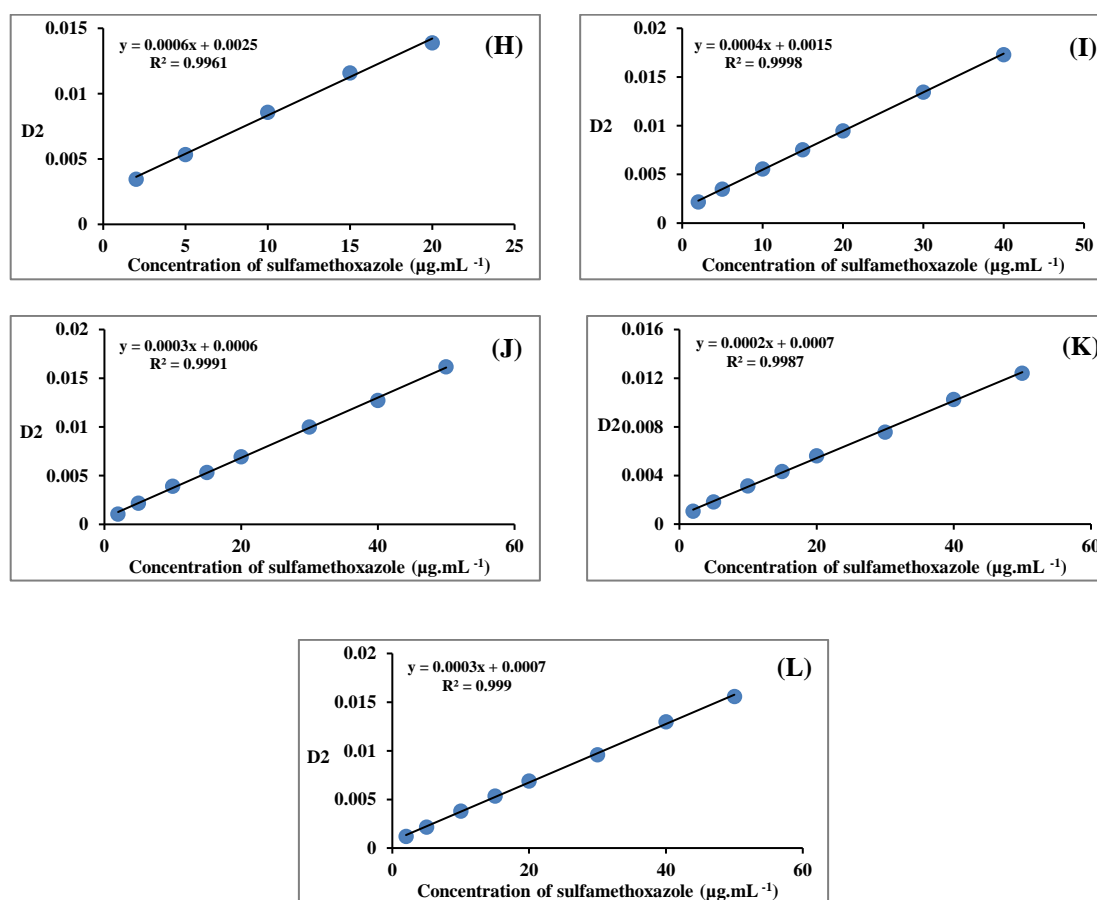 0.015
y = 0.0006x + 0.0025
R² = 0.9961
(H)
0.01
D2
0.005
0
0 5 10 15 20 25
Concentration of sulfamethoxazole (µg.mL ⁻¹)
0.02
y = 0.0004x + 0.0015
R² = 0.9998
(I)
0.015
0.01
D2
0.005
0
0 10 20 30 40 50
Concentration of sulfamethoxazole (µg.mL ⁻¹)
0.02
y = 0.0003x + 0.0006
R² = 0.9991
(J)
0.015
0.01
D2
0.005
0
0 20 40 60
Concentration of sulfamethoxazole (µg.mL ⁻¹)
0.016
y = 0.0002x + 0.0007
R² = 0.9987
(K)
0.012
D2
0.008
0.004
0
0 20 40 60
Concentration of sulfamethoxazole (µg.mL ⁻¹)
0.02
y = 0.0003x + 0.0007
R² = 0.999
(L)
0.015
0.01
D2
0.005
0
0 20 40 60
Concentration of sulfamethoxazole (µg.mL⁻¹)